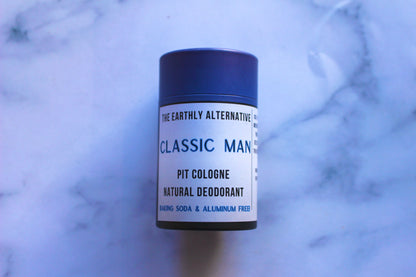 THE EARTHLY ALTERNATIVE
CLASSIC MAN
PIT COLOGNE
NATURAL DEODORANT
BAKING SODA & ALUMINUM FREE!